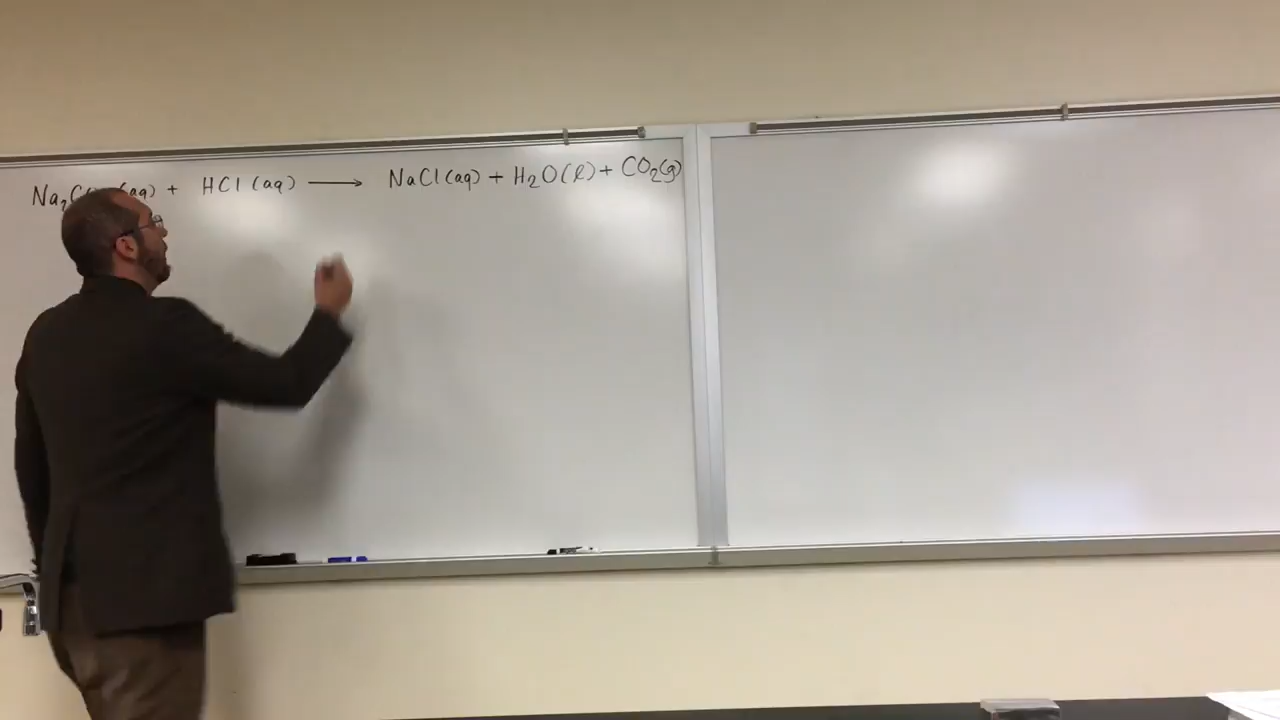 Na₂C (aq) + HCl (aq) ⟶ NaCl (aq) + H₂O (l) + CO₂(g)